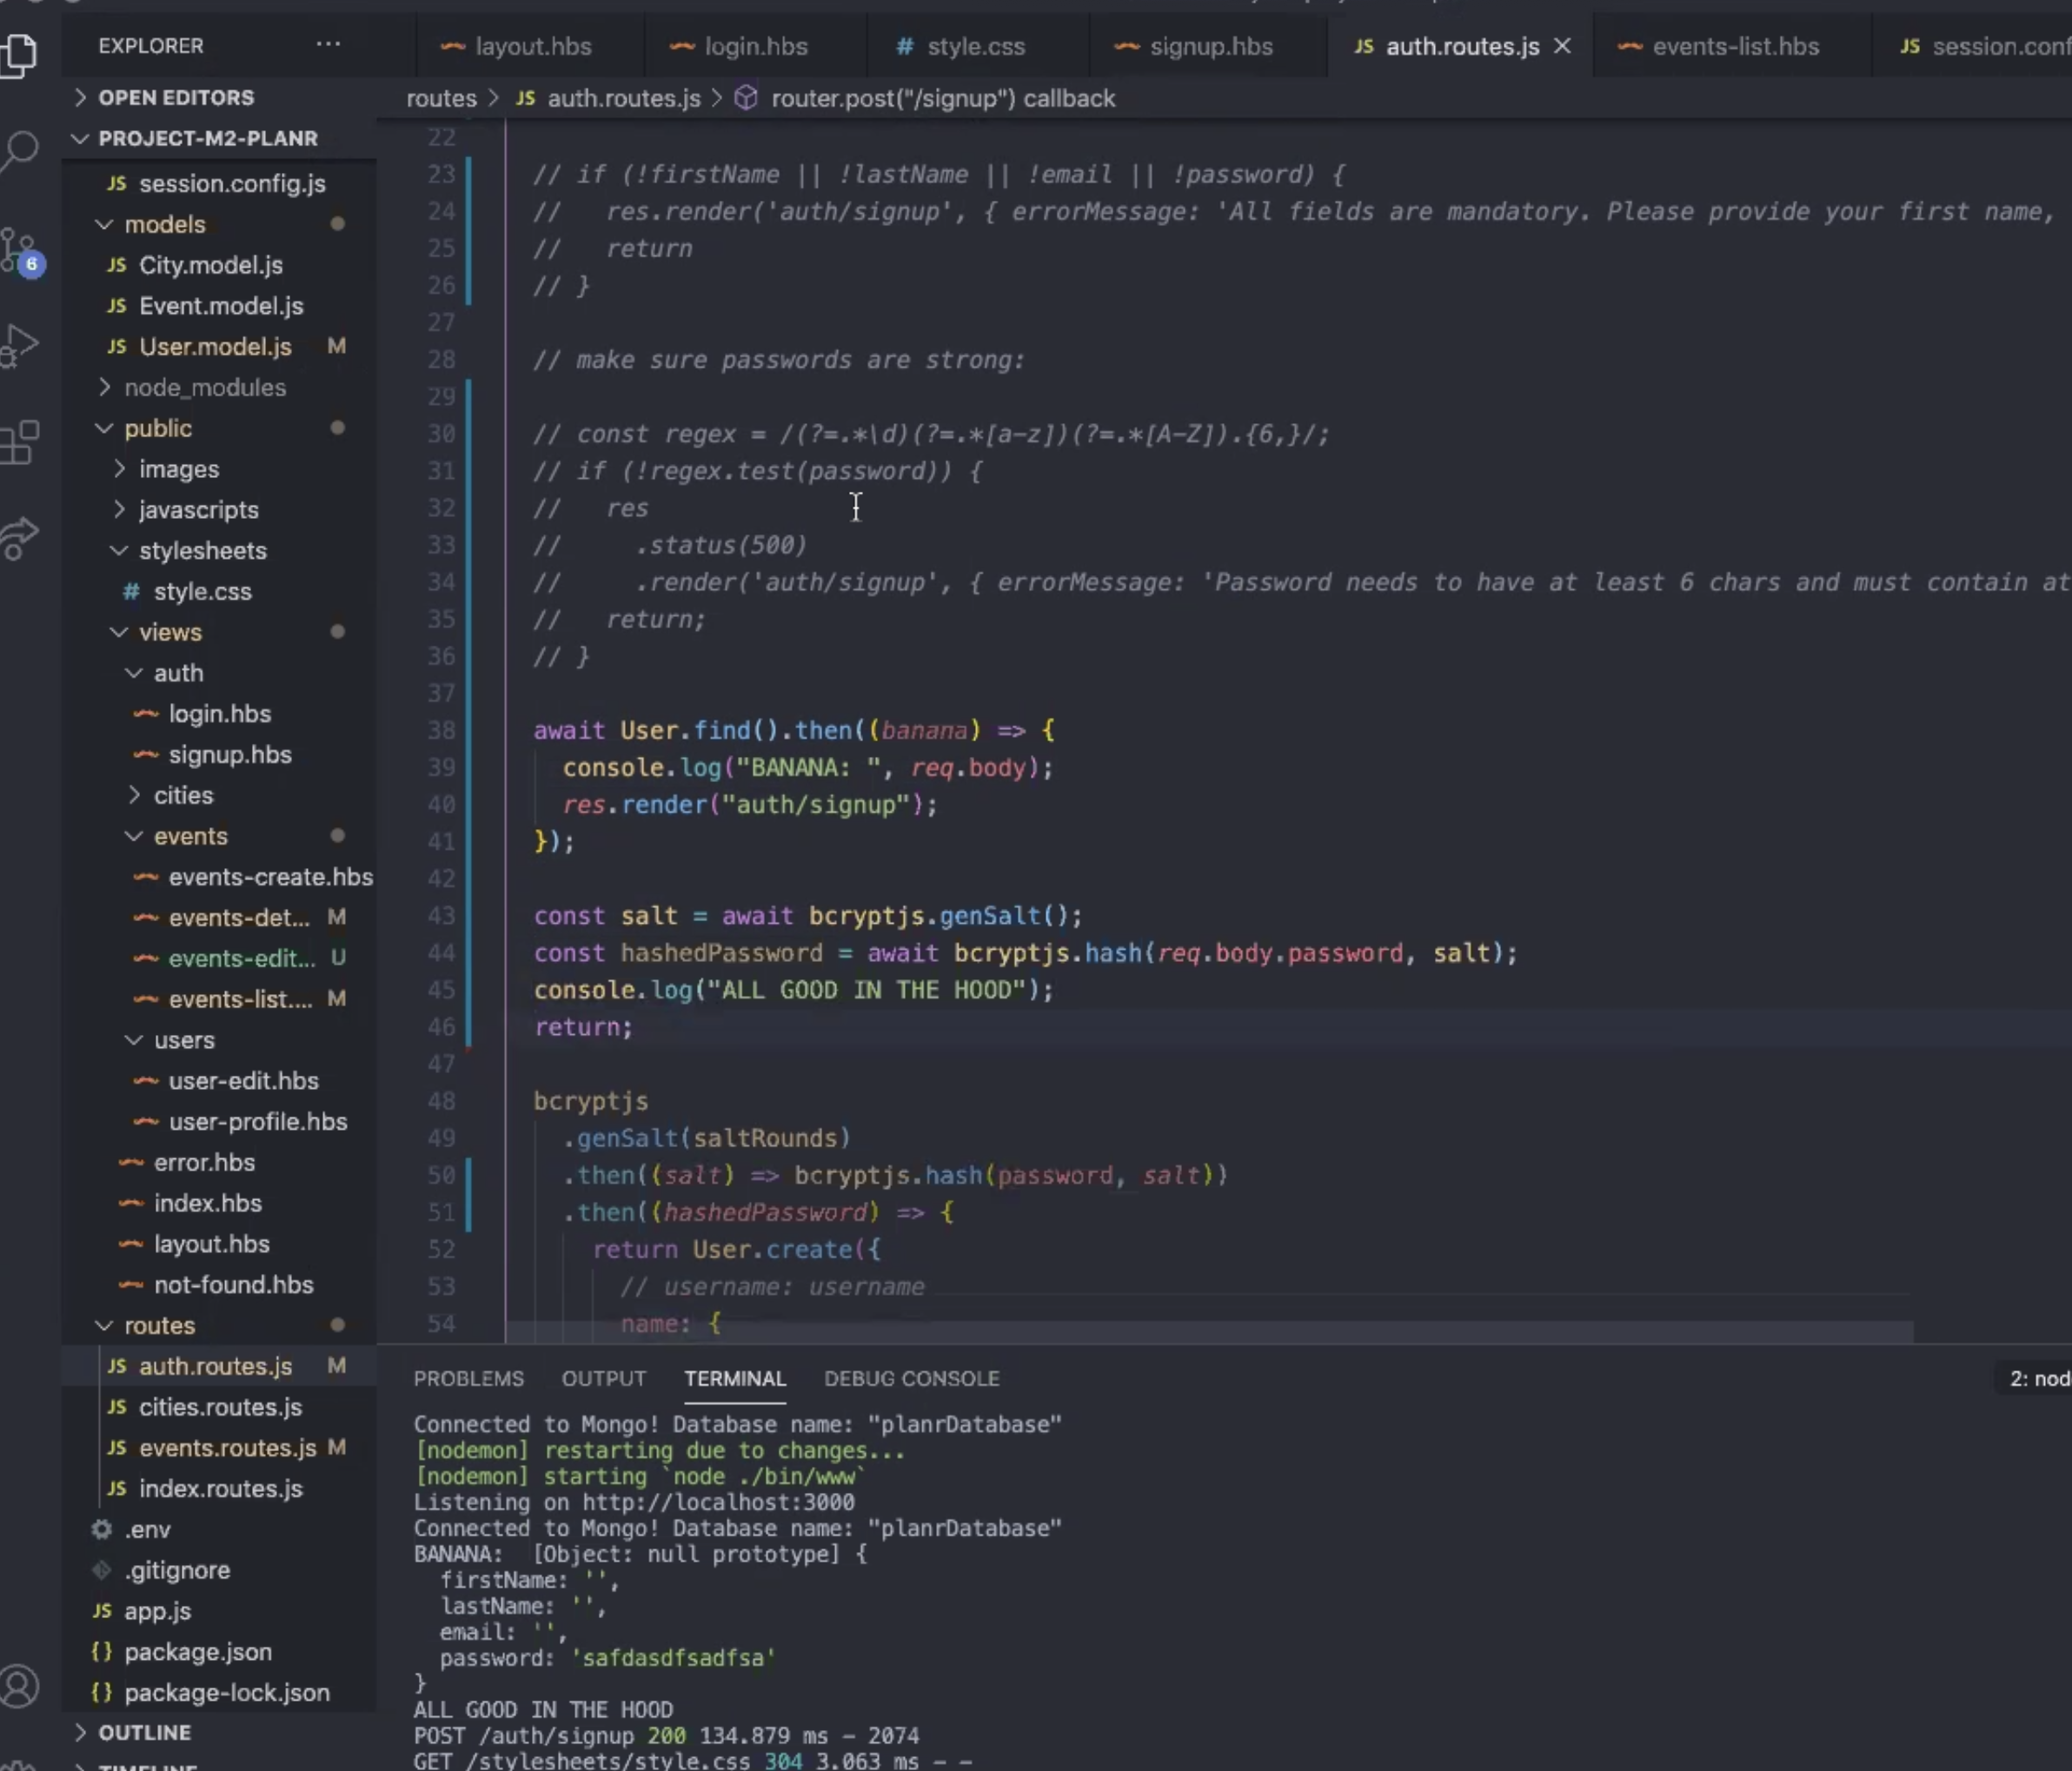 EXPLORER ...
OPEN EDITORS
PROJECT-M2-PLANR
JS session.config.js
models
JS City.model.js
JS Event.model.js
JS User.model.js M
node_modules
public
images
javascripts
stylesheets
# style.css
views
auth
login.hbs
signup.hbs
cities
events
events-create.hbs
events-det... M
events-edit... U
events-list.... M
users
user-edit.hbs
user-profile.hbs
error.hbs
index.hbs
layout.hbs
not-found.hbs
routes
JS auth.routes.js M
JS cities.routes.js
JS events.routes.js M
JS index.routes.js
.env
.gitignore
JS app.js
{} package.json
{} package-lock.json
OUTLINE
6
layout.hbs login.hbs # style.css signup.hbs JS auth.routes.js events-list.hbs JS session.conf
routes > JS auth.routes.js > router.post("/signup") callback
22
23 // if (!firstName || !lastName || !email || !password) {
24 //   res.render('auth/signup', { errorMessage: 'All fields are mandatory. Please provide your first name,
25 //   return
26 // }
27
28 // make sure passwords are strong:
29
30 // const regex = /(?=.*\d)(?=.*[a-z])(?=.*[A-Z]).{6,}/;
31 // if (!regex.test(password)) {
32 //   res
33 //     .status(500)
34 //     .render('auth/signup', { errorMessage: 'Password needs to have at least 6 chars and must contain at
35 //   return;
36 // }
37
38 await User.find().then((banana) => {
39   console.log("BANANA: ", req.body);
40   res.render("auth/signup");
41 });
42
43 const salt = await bcryptjs.genSalt();
44 const hashedPassword = await bcryptjs.hash(req.body.password, salt);
45 console.log("ALL GOOD IN THE HOOD");
46 return;
47
48 bcryptjs
49   .genSalt(saltRounds)
50   .then((salt) => bcryptjs.hash(password, salt))
51   .then((hashedPassword) => {
52     return User.create({
53       // username: username
54       name: {
PROBLEMS OUTPUT TERMINAL DEBUG CONSOLE 2: nod
Connected to Mongo! Database name: "planrDatabase"
[nodemon] restarting due to changes...
[nodemon] starting `node ./bin/www`
Listening on http://localhost:3000
Connected to Mongo! Database name: "planrDatabase"
BANANA:  [Object: null prototype] {
  firstName: '',
  lastName: '',
  email: '',
  password: 'safdasdfsadfsa'
}
ALL GOOD IN THE HOOD
POST /auth/signup 200 134.879 ms - 2074
GET /stylesheets/style.css 304 3.063 ms - -